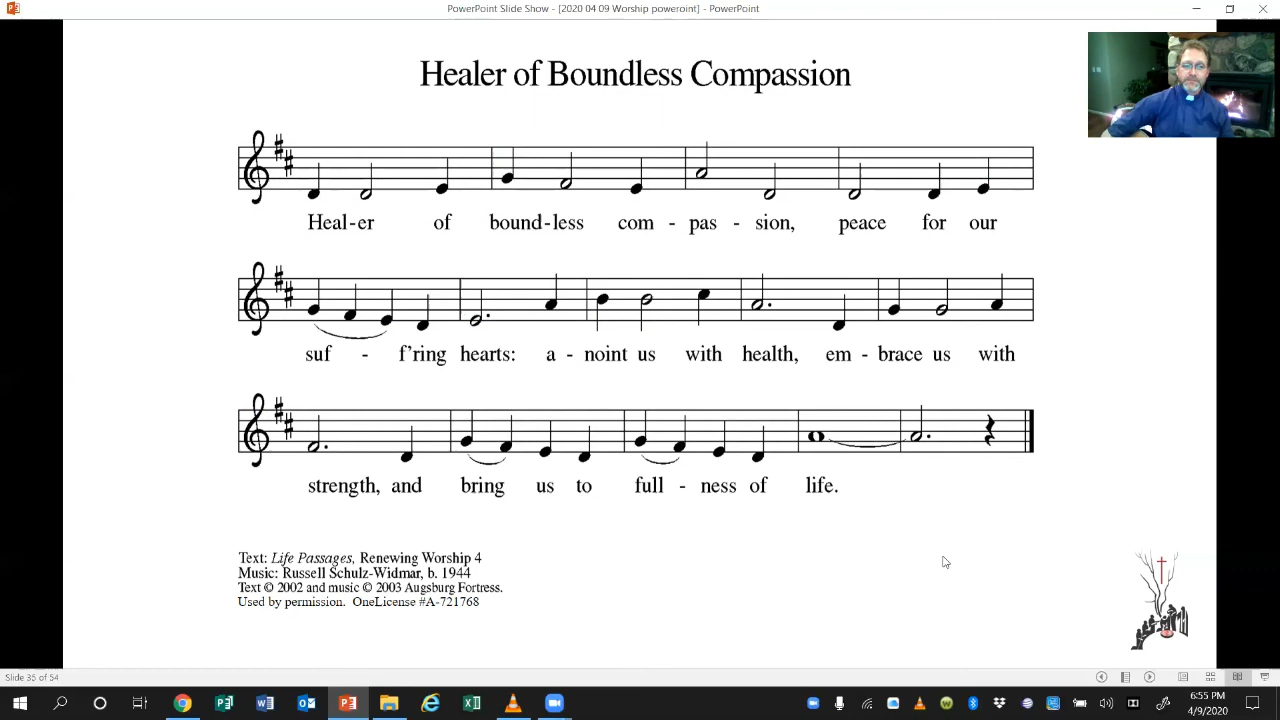 PowerPoint Slide Show - [2020 04 09 Worship poweroint] - PowerPoint
Healer of Boundless Compassion
Heal-er of bound-less com - pas - sion, peace for our
suf - f'ring hearts: a - noint us with health, em - brace us with
strength, and bring us to full - ness of life.
Text: Life Passages, Renewing Worship 4
Music: Russell Schulz-Widmar, b. 1944
Text © 2002 and music © 2003 Augsburg Fortress.
Used by permission. OneLicense #A-721768
Slide 35 of 54
6:55 PM
4/9/2020